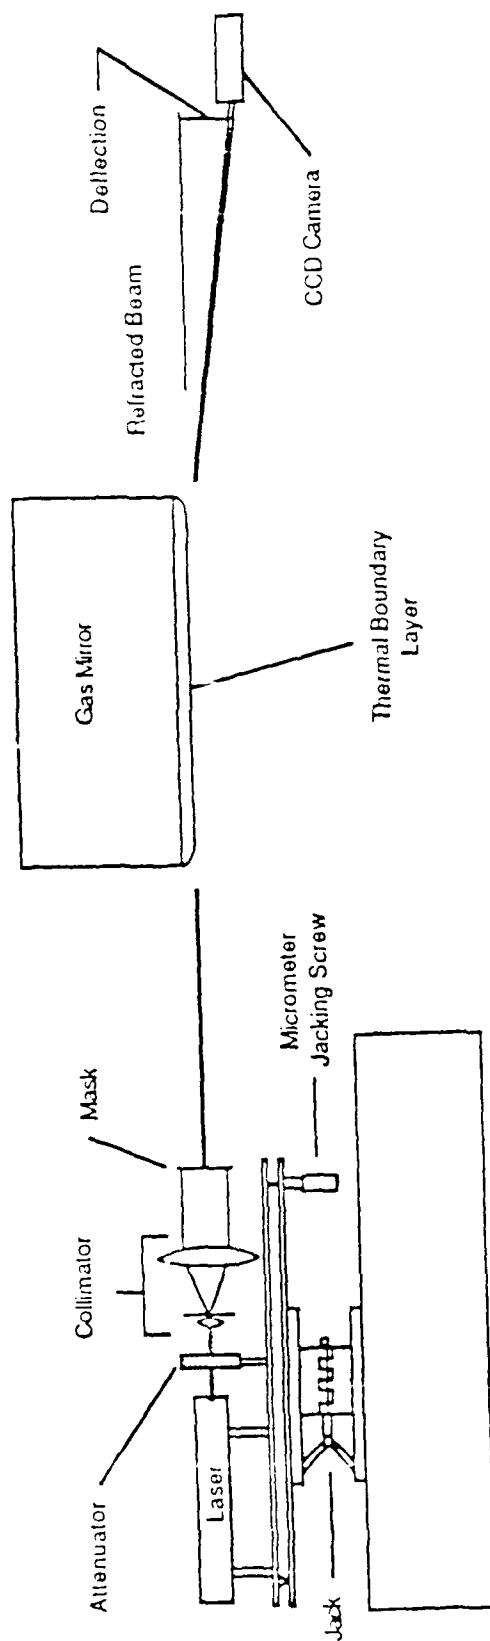 Attenuator
Collimator
Mask
Laser
Jack
Micrometer
Jacking Screw
Gas Mirror
Thermal Boundary
Layer
Refracted Beam
Deflection
CCD Camera